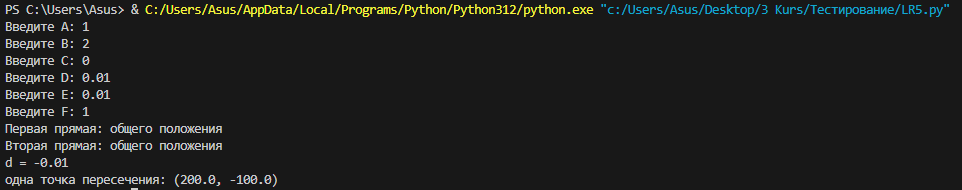 PS C:\Users\Asus> & C:/Users/Asus/AppData/Local/Programs/Python/Python312/python.exe "c:/Users/Asus/Desktop/3 Kurs/Тестирование/LR5.py"
Введите A: 1
Введите B: 2
Введите C: 0
Введите D: 0.01
Введите E: 0.01
Введите F: 1
Первая прямая: общего положения
Вторая прямая: общего положения
d = -0.01
одна точка пересечения: (200.0, -100.0)